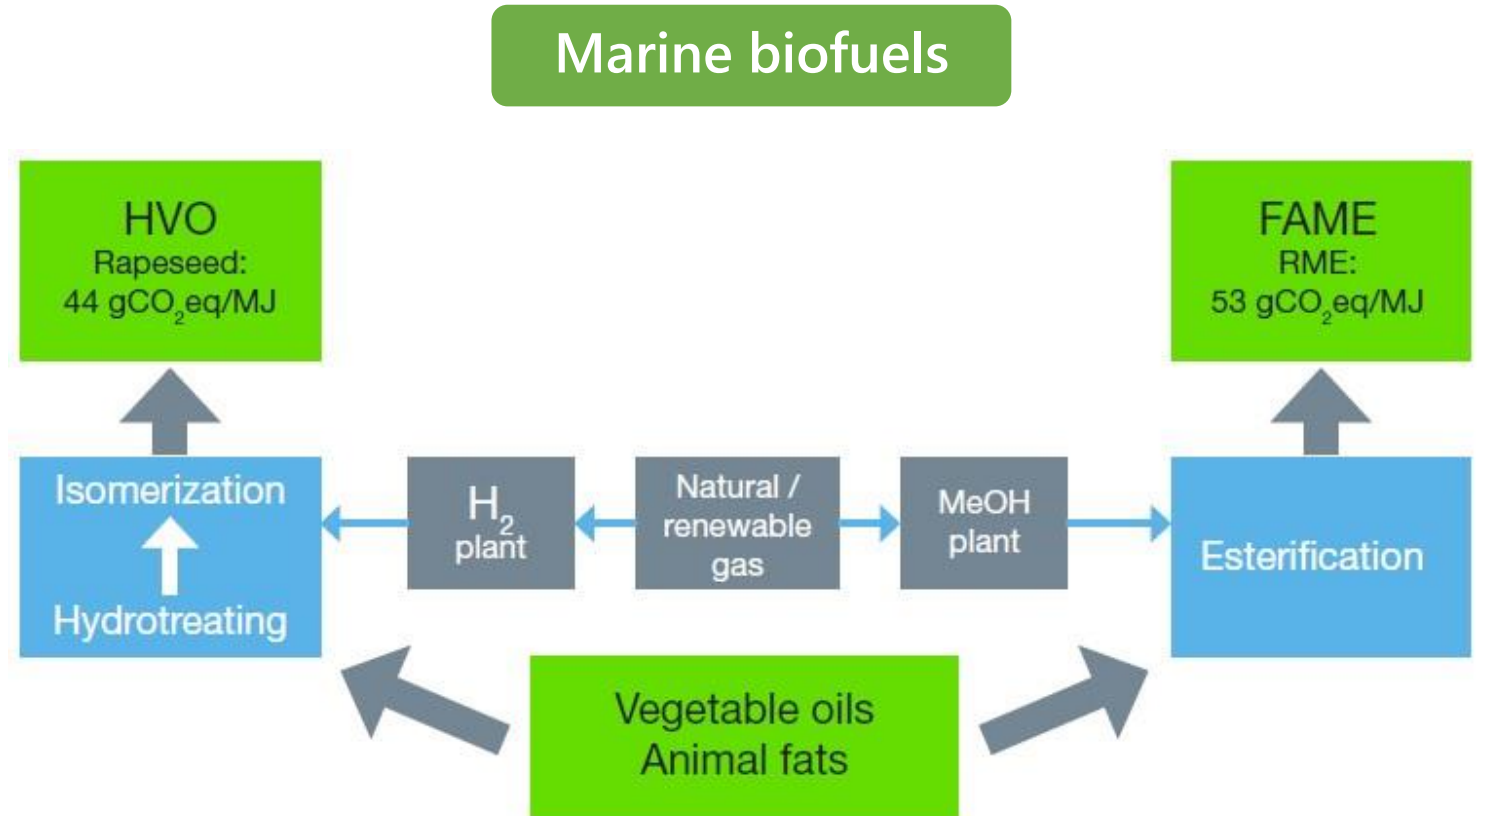 Marine biofuels
HVO
Rapeseed:
44 gCO₂eq/MJ
FAME
RME:
53 gCO₂eq/MJ
Isomerization
Hydrotreating
H₂
plant
Natural /
renewable
gas
MeOH
plant
Esterification
Vegetable oils
Animal fats